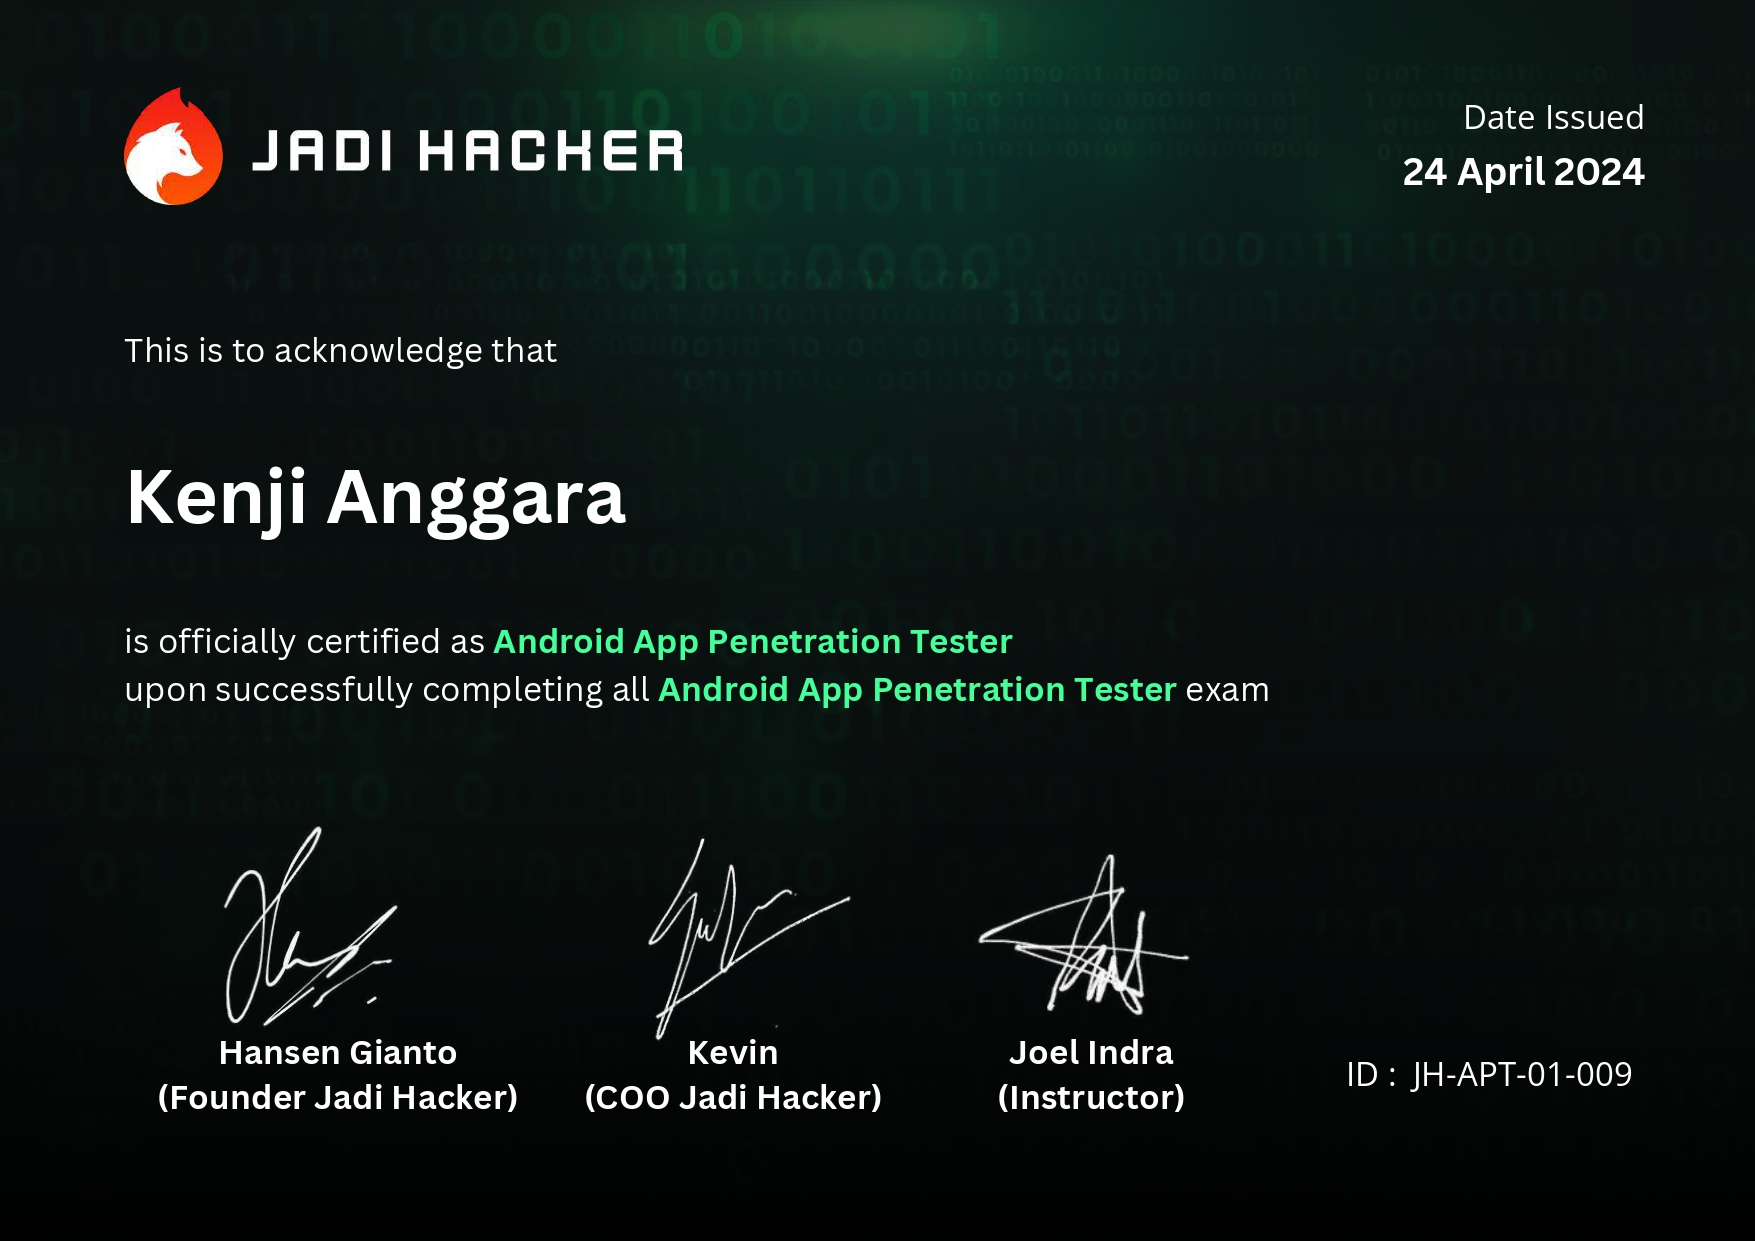 JADI HACKER
Date Issued
24 April 2024
This is to acknowledge that
Kenji Anggara
is officially certified as Android App Penetration Tester
upon successfully completing all Android App Penetration Tester exam
Hansen Gianto
(Founder Jadi Hacker)
Kevin
(COO Jadi Hacker)
Joel Indra
(Instructor)
ID : JH-APT-01-009